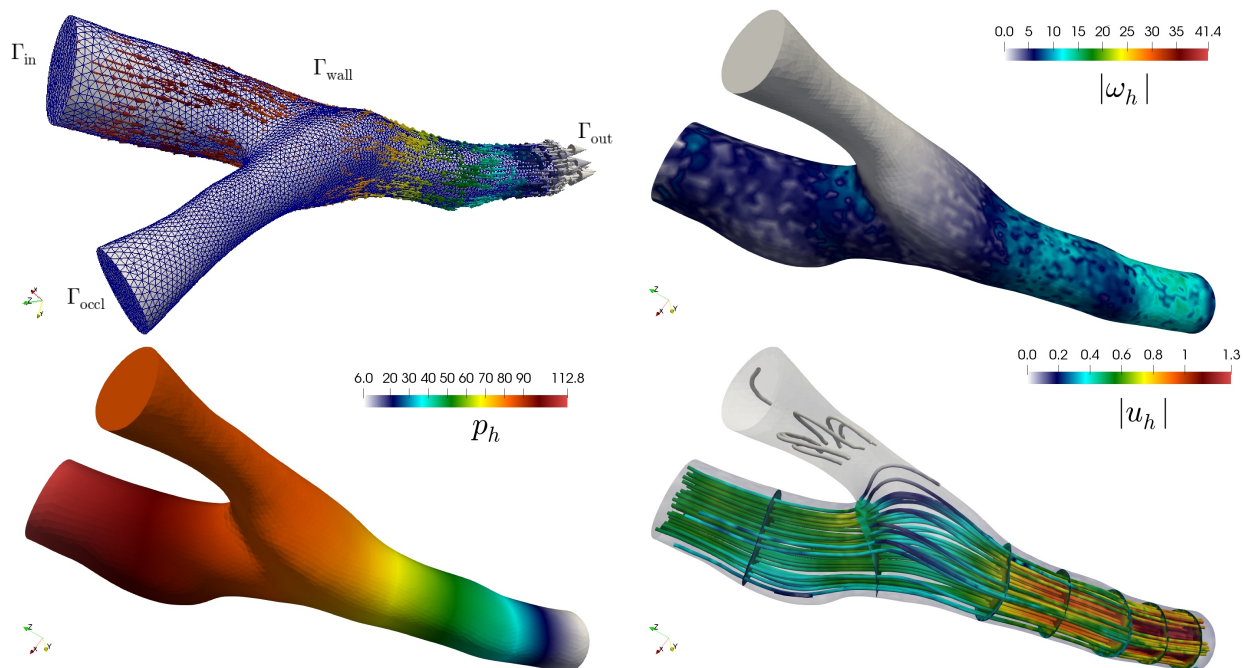 Γin
Γwall
Γout
Γoccl
X
Z
Y
0.0 5 10 15 20 25 30 35 41.4
|ωh|
Z
X Y
6.0 20 30 40 50 60 70 80 90 112.8
ph
Z
X Y
0.0 0.2 0.4 0.6 0.8 1 1.3
|uh|
Z
X Y